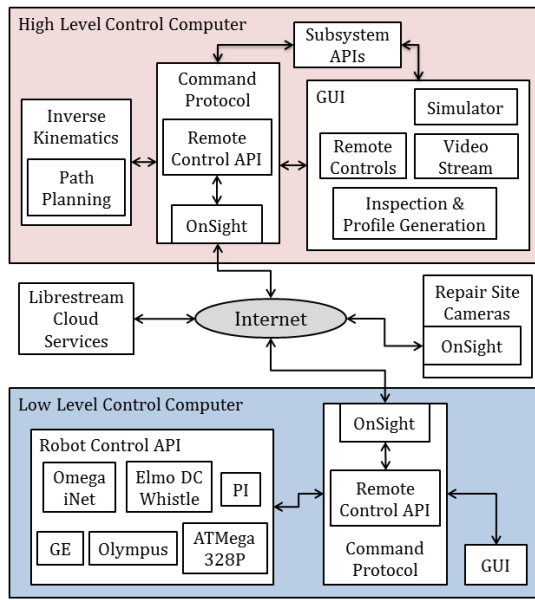 High Level Control Computer
Subsystem
APIs
Command
Protocol
Remote
Control API
OnSight
Inverse
Kinematics
Path
Planning
GUI
Simulator
Remote
Controls
Video
Stream
Inspection &
Profile Generation
Librestream
Cloud
Services
Internet
Repair Site
Cameras
OnSight
Low Level Control Computer
Robot Control API
Omega
iNet
Elmo DC
Whistle
PI
GE
Olympus
ATMega
328P
OnSight
Remote
Control API
Command
Protocol
GUI